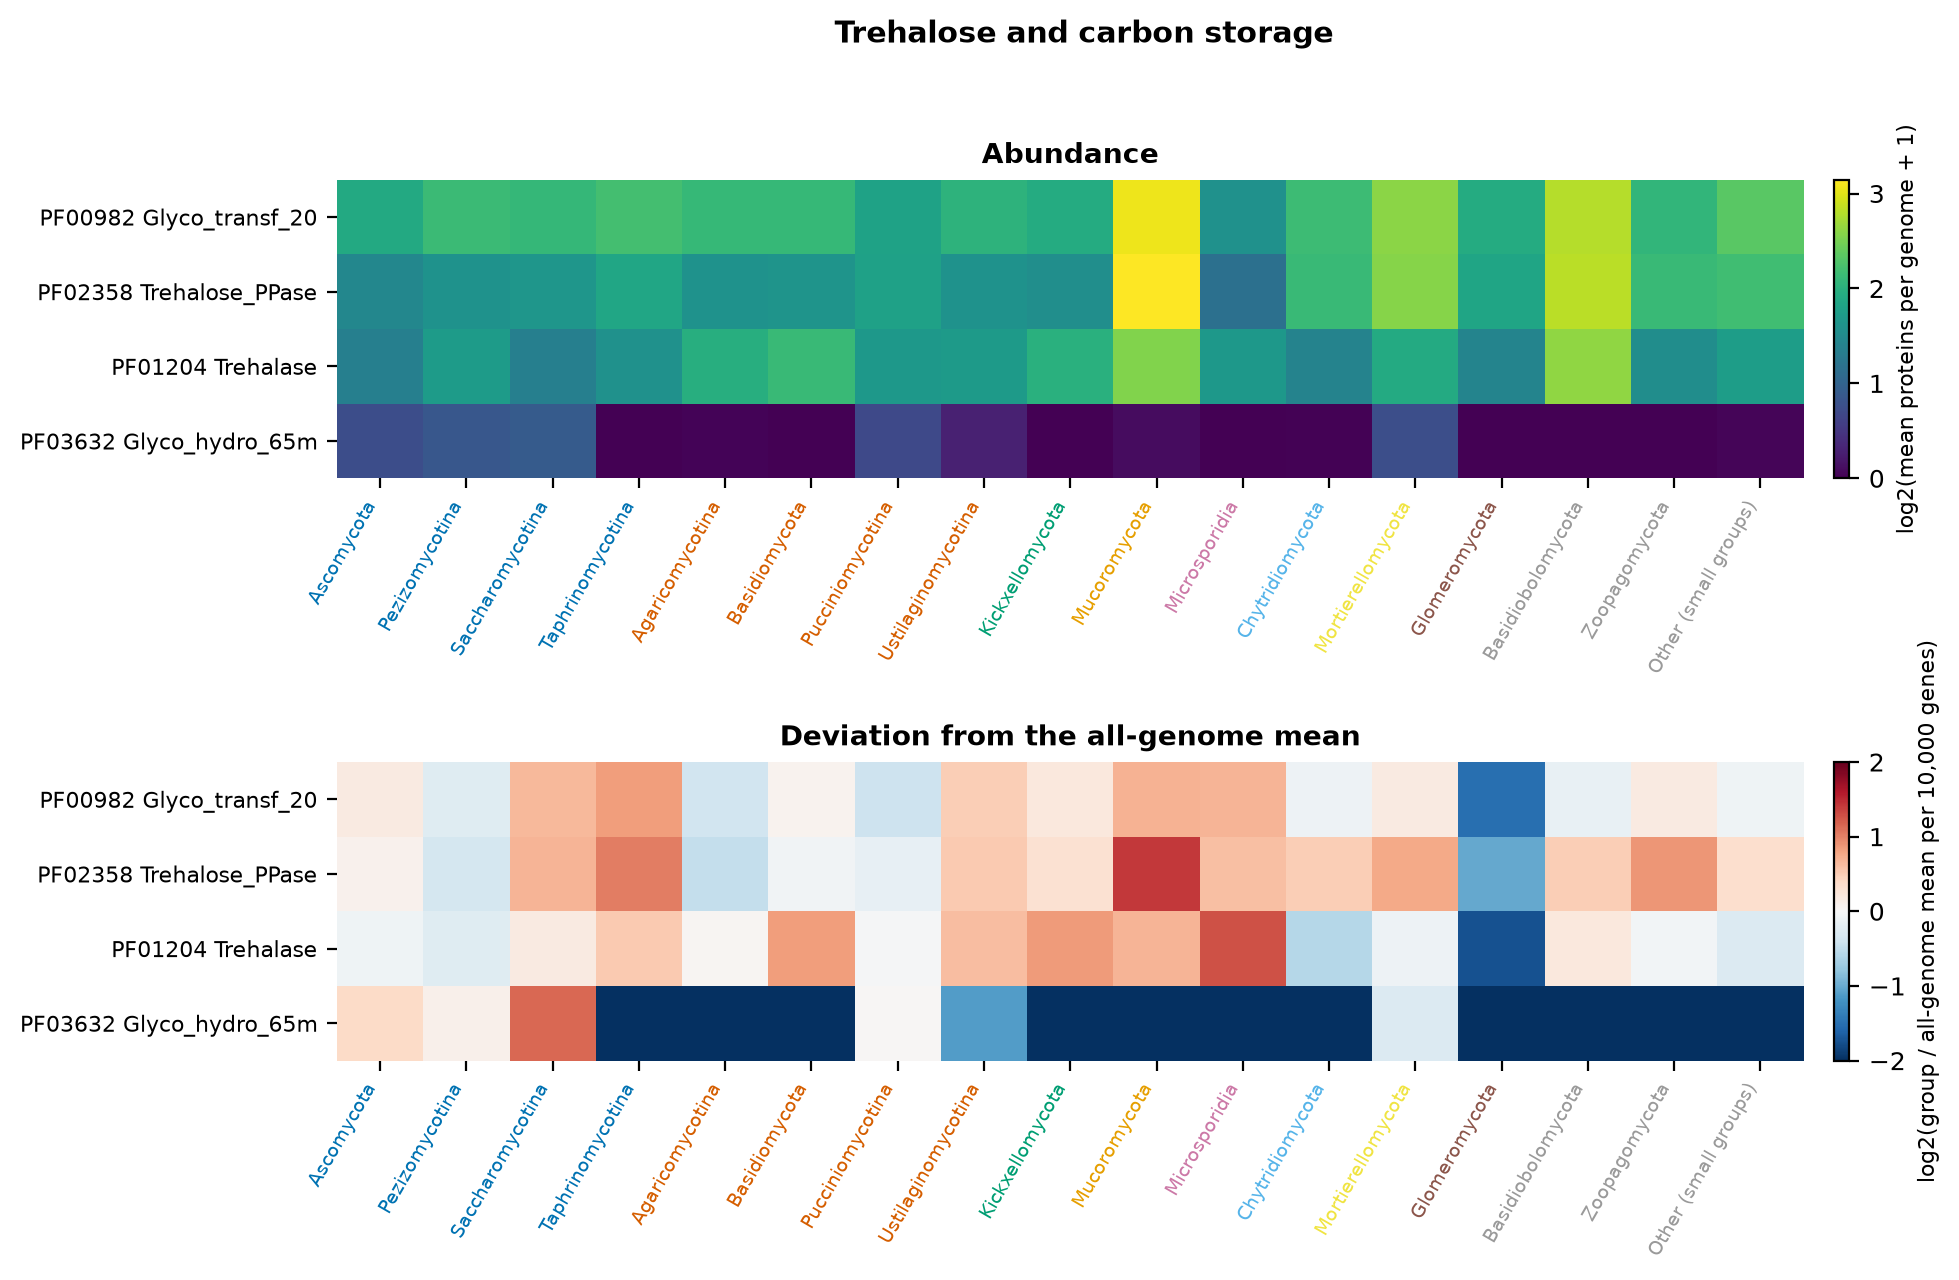 Trehalose and carbon storage
Abundance
PF00982 Glyco_transf_20
PF02358 Trehalose_PPase
PF01204 Trehalase
PF03632 Glyco_hydro_65m
Ascomycota
Pezizomycotina
Saccharomycotina
Taphrinomycotina
Agaricomycotina
Basidiomycota
Pucciniomycotina
Ustilaginomycotina
Kickxellomycota
Mucoromycota
Microsporidia
Chytridiomycota
Mortierellomycota
Glomeromycota
Basidiobolomycota
Zoopagomycota
Other (small groups)
3
2
1
0
log2(mean proteins per genome + 1)
Deviation from the all-genome mean
PF00982 Glyco_transf_20
PF02358 Trehalose_PPase
PF01204 Trehalase
PF03632 Glyco_hydro_65m
Ascomycota
Pezizomycotina
Saccharomycotina
Taphrinomycotina
Agaricomycotina
Basidiomycota
Pucciniomycotina
Ustilaginomycotina
Kickxellomycota
Mucoromycota
Microsporidia
Chytridiomycota
Mortierellomycota
Glomeromycota
Basidiobolomycota
Zoopagomycota
Other (small groups)
2
1
0
−1
−2
log2(group / all-genome mean per 10,000 genes)